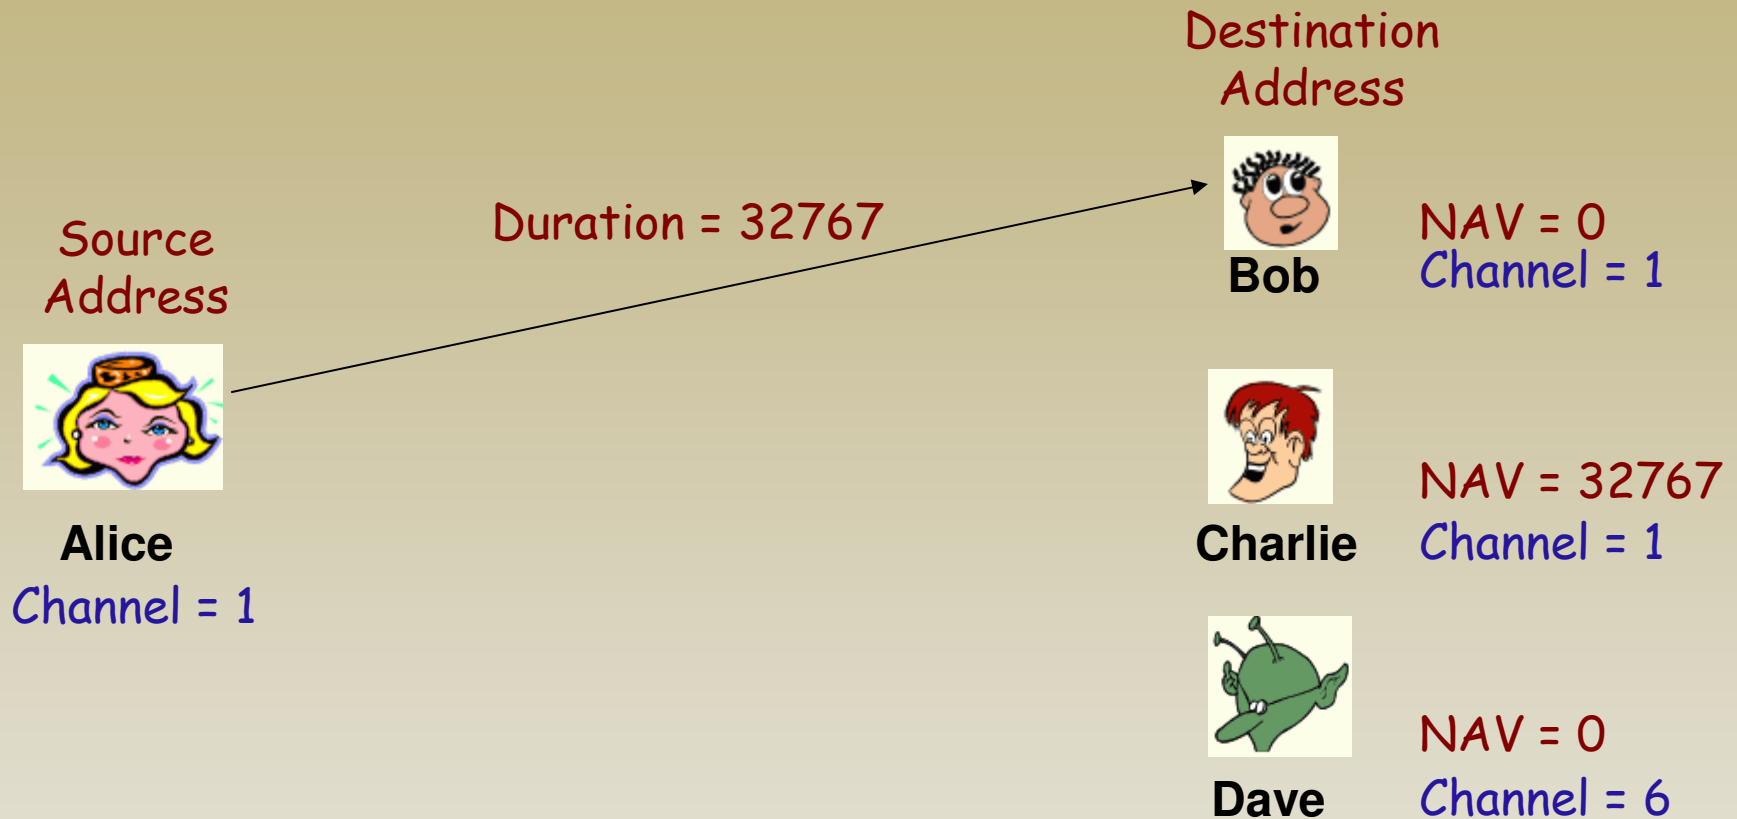 Destination
Address
Duration = 32767
Source
Address
NAV = 0
Bob
Channel = 1
NAV = 32767
Alice
Charlie
Channel = 1
Channel = 1
NAV = 0
Dave
Channel = 6